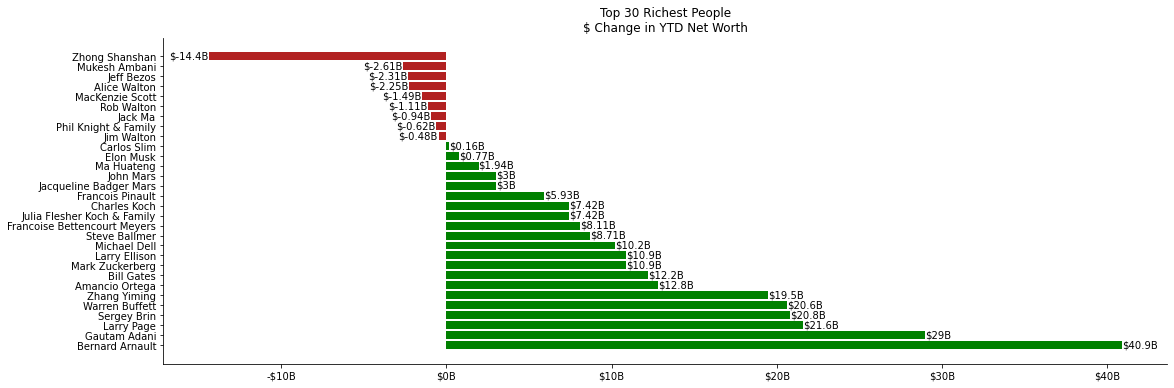 Top 30 Richest People
$ Change in YTD Net Worth
Zhong Shanshan $-14.4B
Mukesh Ambani $-2.61B
Jeff Bezos $-2.31B
Alice Walton $-2.25B
MacKenzie Scott $-1.49B
Rob Walton $-1.11B
Jack Ma $-0.94B
Phil Knight & Family $-0.62B
Jim Walton $-0.48B
Carlos Slim $0.16B
Elon Musk $0.77B
Ma Huateng $1.94B
John Mars $3B
Jacqueline Badger Mars $3B
Francois Pinault $5.93B
Charles Koch $7.42B
Julia Flesher Koch & Family $7.42B
Francoise Bettencourt Meyers $8.11B
Steve Ballmer $8.71B
Michael Dell $10.2B
Larry Ellison $10.9B
Mark Zuckerberg $10.9B
Bill Gates $12.2B
Amancio Ortega $12.8B
Zhang Yiming $19.5B
Warren Buffett $20.6B
Sergey Brin $20.8B
Larry Page $21.6B
Gautam Adani $29B
Bernard Arnault $40.9B
-$10B $0B $10B $20B $30B $40B